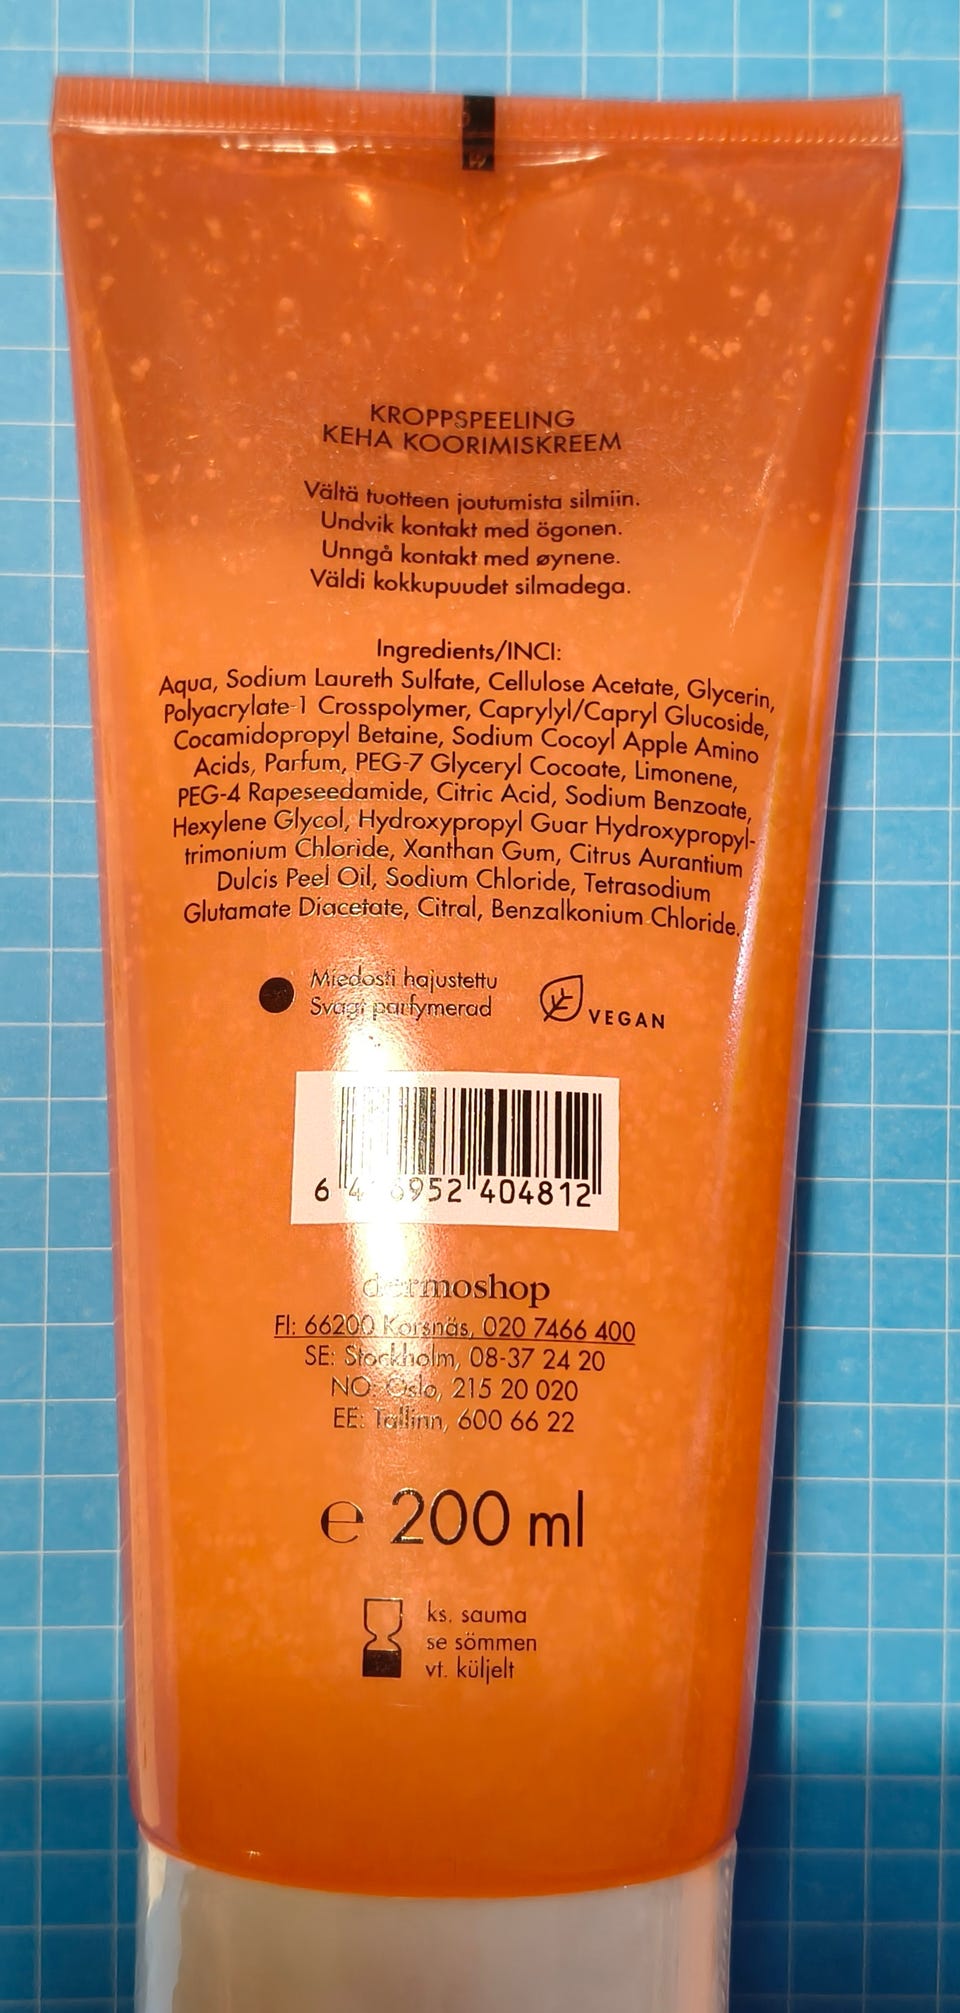 KROPPSPEELING
KEHA KOORIMISKREEM
Vältä tuotteen joutumista silmiin.
Undvik kontakt med ögonen.
Unngå kontakt med øynene.
Väldi kokkupuudet silmadega.
Ingredients/INCI:
Aqua, Sodium Laureth Sulfate, Cellulose Acetate, Glycerin,
Polyacrylate-1 Crosspolymer, Caprylyl/Capryl Glucoside,
Cocamidopropyl Betaine, Sodium Cocoyl Apple Amino
Acids, Parfum, PEG-7 Glyceryl Cocoate, Limonene,
PEG-4 Rapeseedamide, Citric Acid, Sodium Benzoate,
Hexylene Glycol, Hydroxypropyl Guar Hydroxypropyl-
trimonium Chloride, Xanthan Gum, Citrus Aurantium
Dulcis Peel Oil, Sodium Chloride, Tetrasodium
Glutamate Diacetate, Citral, Benzalkonium Chloride.
Miedosti hajustettu
Svagt parfymerad
VEGAN
6 404812
dermoshop
FI: 66200 Korsnäs, 020 7466 400
SE: Stockholm, 08-37 24 20
NO: Oslo, 215 20 020
EE: Tallinn, 600 66 22
e 200 ml
ks. sauma
se sömmen
vt. küljelt